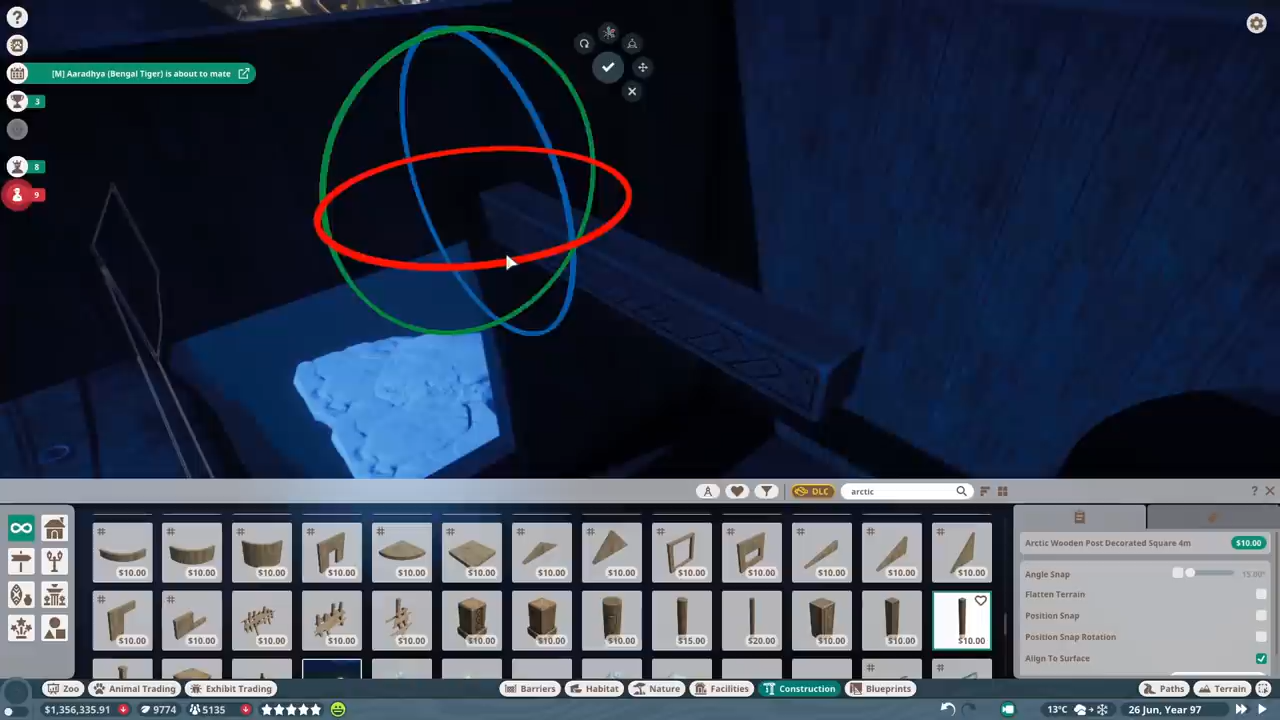 ?
[M] Aaradhya (Bengal Tiger) is about to mate
3
8
9
DLC
arctic
? ×
$10.00 $10.00 $10.00 $10.00 $10.00 $10.00 $10.00 $10.00 $10.00 $10.00 $10.00 $10.00 $10.00
$10.00 $10.00 $10.00 $10.00 $10.00 $10.00 $10.00 $10.00 $15.00 $20.00 $10.00 $10.00 $10.00
Arctic Wooden Post Decorated Square 4m $10.00
Angle Snap 15.00°
Flatten Terrain
Position Snap
Position Snap Rotation
Align To Surface
Zoo Animal Trading Exhibit Trading Barriers Habitat Nature Facilities Construction Blueprints Paths Terrain
$1,356,335.91 9774 5135 13°C 26 Jun, Year 97